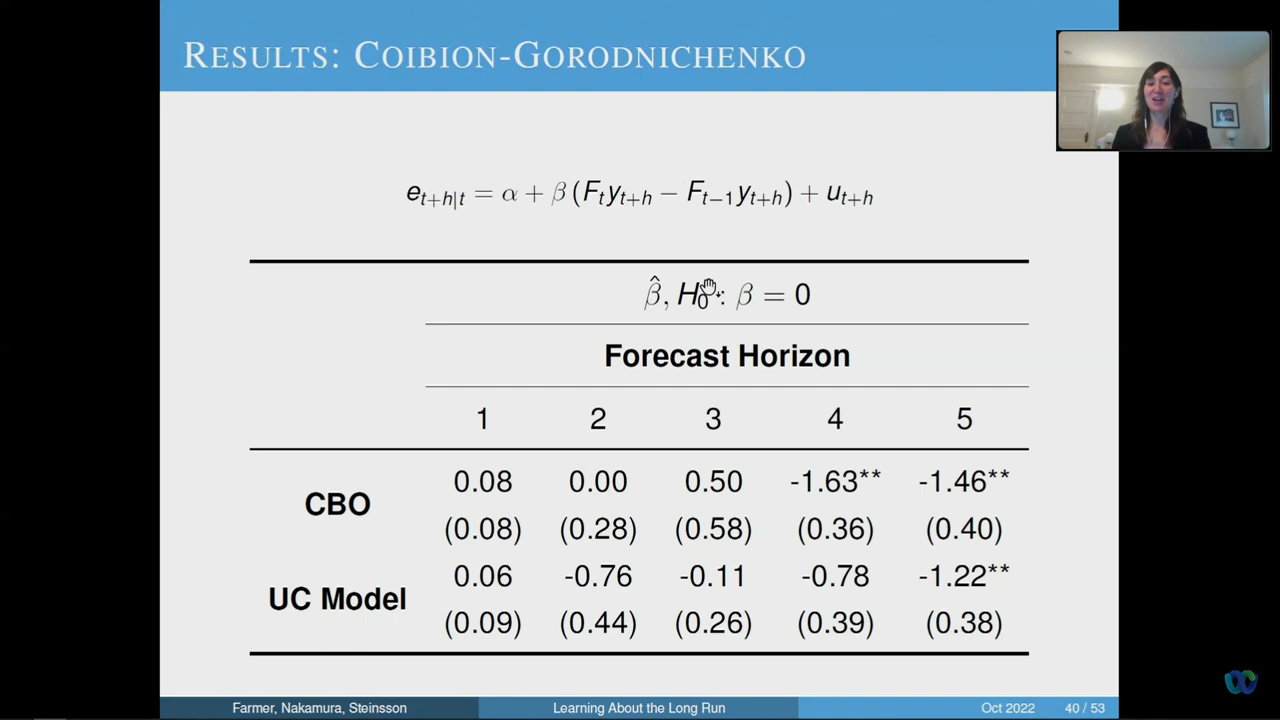 RESULTS: COIBION-GORODNICHENKO
e_{t+h|t} = α + β (F_t y_{t+h} − F_{t−1} y_{t+h}) + u_{t+h}
β̂, H_0: β = 0
Forecast Horizon
1 2 3 4 5
CBO 0.08 0.00 0.50 -1.63** -1.46**
(0.08) (0.28) (0.58) (0.36) (0.40)
UC Model 0.06 -0.76 -0.11 -0.78 -1.22**
(0.09) (0.44) (0.26) (0.39) (0.38)
Farmer, Nakamura, Steinsson Learning About the Long Run Oct 2022 40 / 53